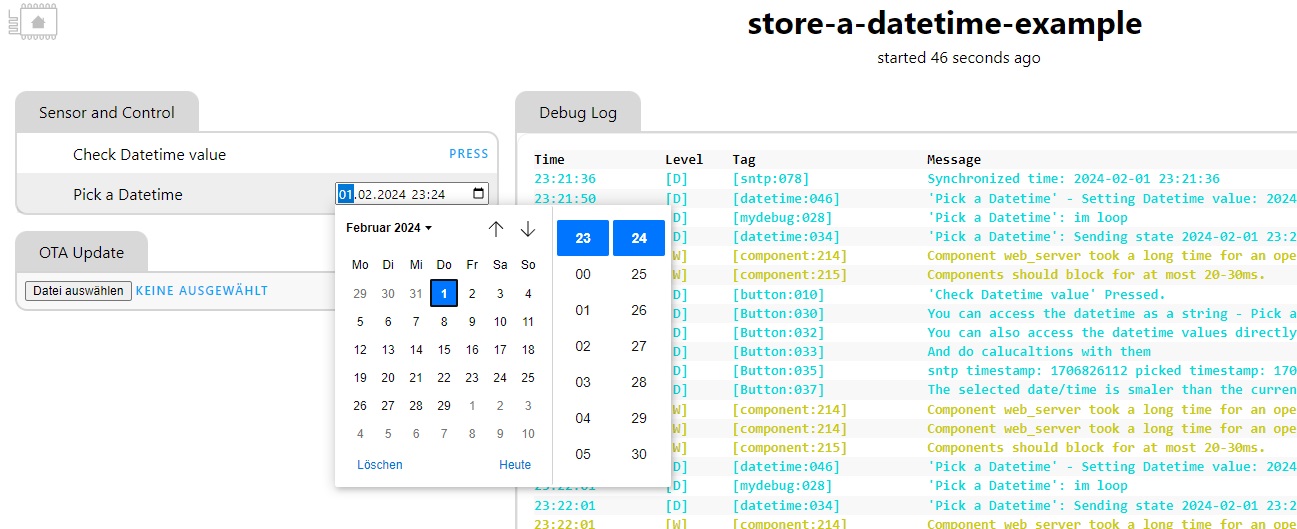 store-a-datetime-example
started 46 seconds ago
Sensor and Control
Check Datetime value PRESS
Pick a Datetime 01.02.2024 23:24
Februar 2024
Mo Di Mi Do Fr Sa So
29 30 31 1 2 3 4
5 6 7 8 9 10 11
12 13 14 15 16 17 18
19 20 21 22 23 24 25
26 27 28 29 1 2 3
4 5 6 7 8 9 10
Löschen Heute
23 24
00 25
01 26
02 27
03 28
04 29
05 30
OTA Update
Datei auswählen KEINE AUSGEWÄHLT
Debug Log
Time Level Tag Message
23:21:36 [D] [sntp:078] Synchronized time: 2024-02-01 23:21:36
23:21:50 [D] [datetime:046] 'Pick a Datetime' - Setting Datetime value: 2024
D] [mydebug:028] 'Pick a Datetime': im loop
D] [datetime:034] 'Pick a Datetime': Sending state 2024-02-01 23:2
W] [component:214] Component web_server took a long time for an ope
W] [component:215] Components should block for at most 20-30ms.
D] [Button:010] 'Check Datetime value' Pressed.
D] [Button:030] You can access the datetime as a string - Pick a
D] [Button:032] You can also access the datetime values directly
D] [Button:033] And do calucaltions with them
D] [Button:035] sntp timestamp: 1706826112 picked timestamp: 170
D] [Button:037] The selected date/time is smaler than the curren
W] [component:214] Component web_server took a long time for an ope
W] [component:214] Component web_server took a long time for an ope
W] [component:215] Components should block for at most 20-30ms.
D] [datetime:046] 'Pick a Datetime' - Setting Datetime value: 2024
23:22:01 [D] [mydebug:028] 'Pick a Datetime': im loop
23:22:01 [D] [datetime:034] 'Pick a Datetime': Sending state 2024-02-01 23:2
23:22:01 [W] [component:214] Component web_server took a long time for an ope